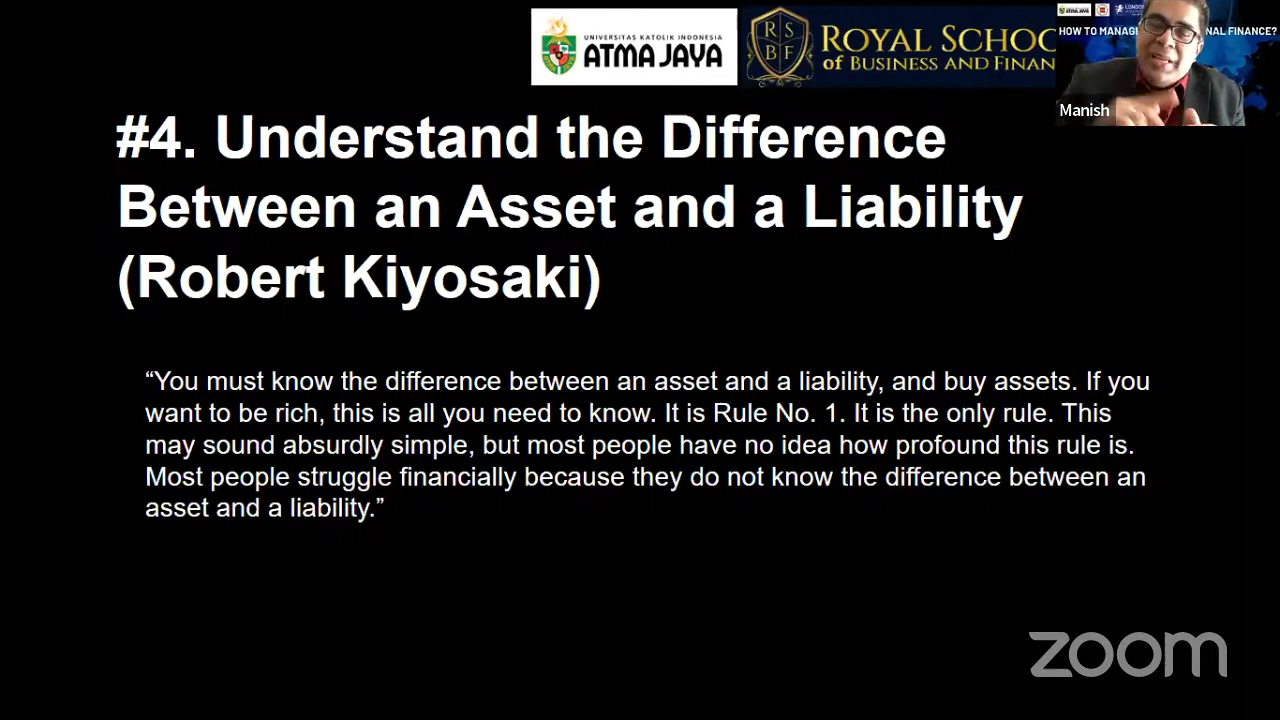 UNIVERSITAS KATOLIK INDONESIA
ATMA JAYA
RSBF
ROYAL SCHOO
of BUSINESS AND FINAN
ATMA JAYA
LONDON
HOW TO MANAG
NAL FINANCE?
Manish
#4. Understand the Difference
Between an Asset and a Liability
(Robert Kiyosaki)
“You must know the difference between an asset and a liability, and buy assets. If you
want to be rich, this is all you need to know. It is Rule No. 1. It is the only rule. This
may sound absurdly simple, but most people have no idea how profound this rule is.
Most people struggle financially because they do not know the difference between an
asset and a liability.”
zoom